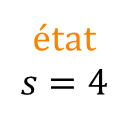 état
s = 4